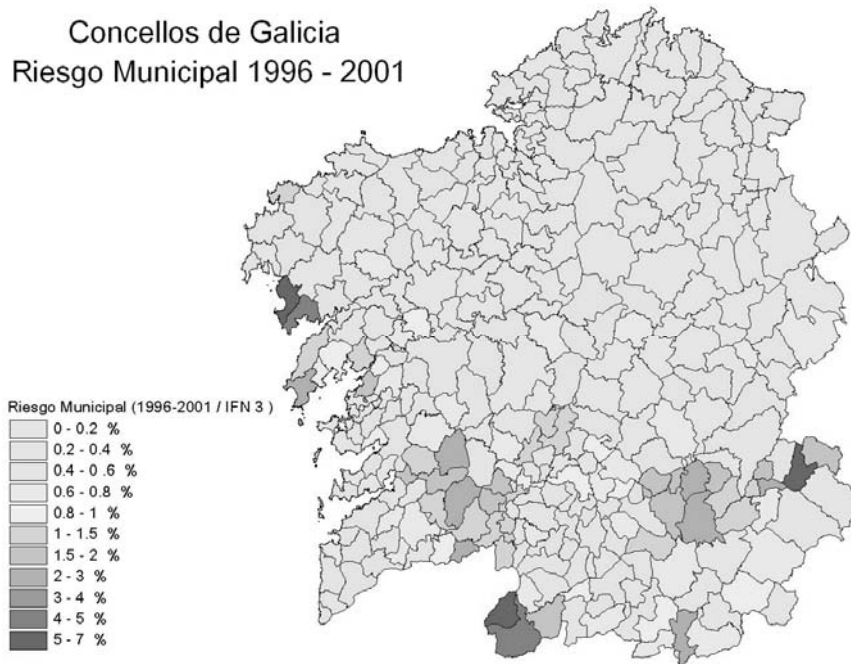 Concellos de Galicia
Riesgo Municipal 1996 - 2001
Riesgo Municipal (1996-2001 / IFN 3 )
0 - 0.2 %
0.2 - 0.4 %
0.4 - 0.6 %
0.6 - 0.8 %
0.8 - 1 %
1 - 1.5 %
1.5 - 2 %
2 - 3 %
3 - 4 %
4 - 5 %
5 - 7 %